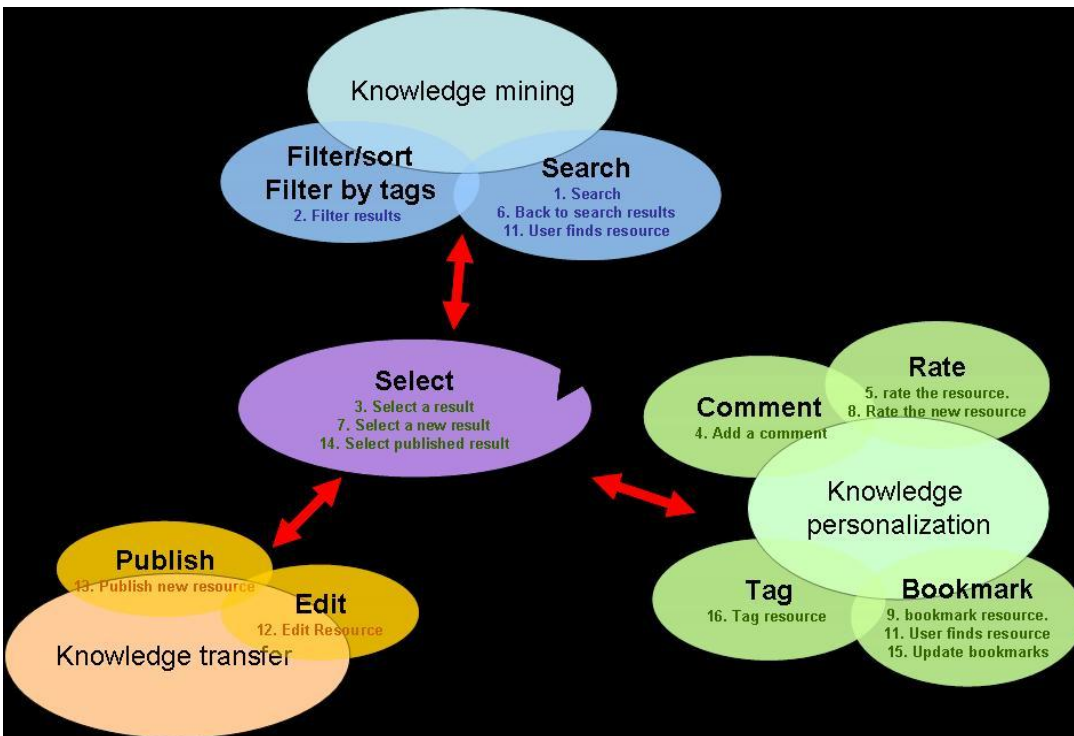 Knowledge mining
Filter/sort
Filter by tags
2. Filter results
Search
1. Search
6. Back to search results
11. User finds resource
Select
3. Select a result
7. Select a new result
14. Select published result
Rate
5. rate the resource.
8. Rate the new resource
Comment
4. Add a comment
Knowledge
personalization
Tag
16. Tag resource
Bookmark
9. bookmark resource.
11. User finds resource
15. Update bookmarks
Publish
13. Publish new resource
Edit
12. Edit Resource
Knowledge transfer